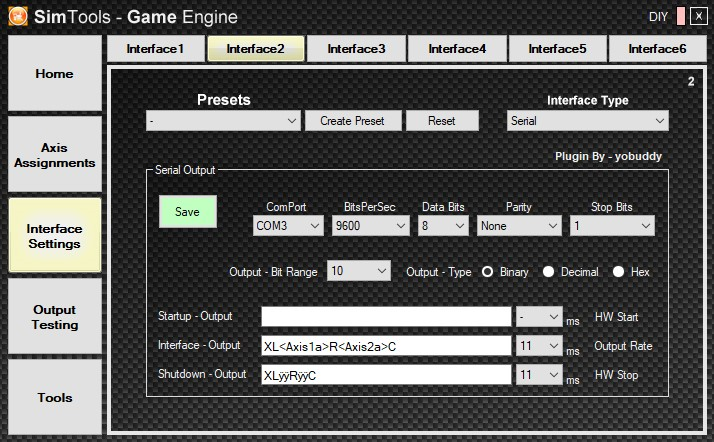 SimTools - Game Engine
DIY
X
Interface1 Interface2 Interface3 Interface4 Interface5 Interface6
Home
Axis
Assignments
Interface
Settings
Output
Testing
Tools
2
Presets
Interface Type
-
Create Preset
Reset
Serial
Plugin By - yobuddy
Serial Output
Save
ComPort BitsPerSec Data Bits Parity Stop Bits
COM3 9600 8 None 1
Output - Bit Range 10 Output - Type Binary Decimal Hex
Startup - Output - ms HW Start
Interface - Output XL<Axis1a>R<Axis2a>C 11 ms Output Rate
Shutdown - Output XLÿÿRÿÿC 11 ms HW Stop